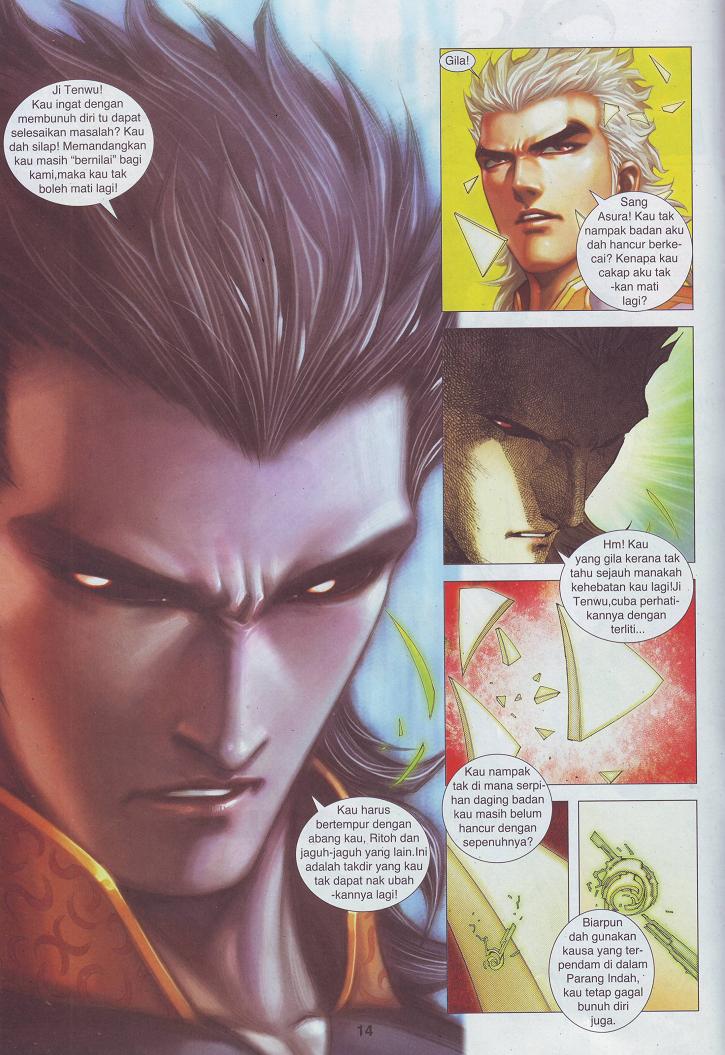 Ji Tenwu!
Kau ingat dengan
membunuh diri tu dapat
selesaikan masalah? Kau
dah silap! Memandangkan
kau masih “bernilai” bagi
kami,maka kau tak
boleh mati lagi!
Kau harus
bertempur dengan
abang kau, Ritoh dan
jaguh-jaguh yang lain.Ini
adalah takdir yang kau
tak dapat nak ubah
-kannya lagi!
Gila!
Sang
Asura! Kau tak
nampak badan aku
dah hancur berke-
cai? Kenapa kau
cakap aku tak
-kan mati
lagi?
Hm! Kau
yang gila kerana tak
tahu sejauh manakah
kehebatan kau lagi!Ji
Tenwu,cuba perhati-
kannya dengan
terliti...
Kau nampak
tak di mana serpi-
han daging badan
kau masih belum
hancur dengan
sepenuhnya?
Biarpun
dah gunakan
kausa yang ter-
pendam di dalam
Parang Indah,
kau tetap gagal
bunuh diri
juga.
14